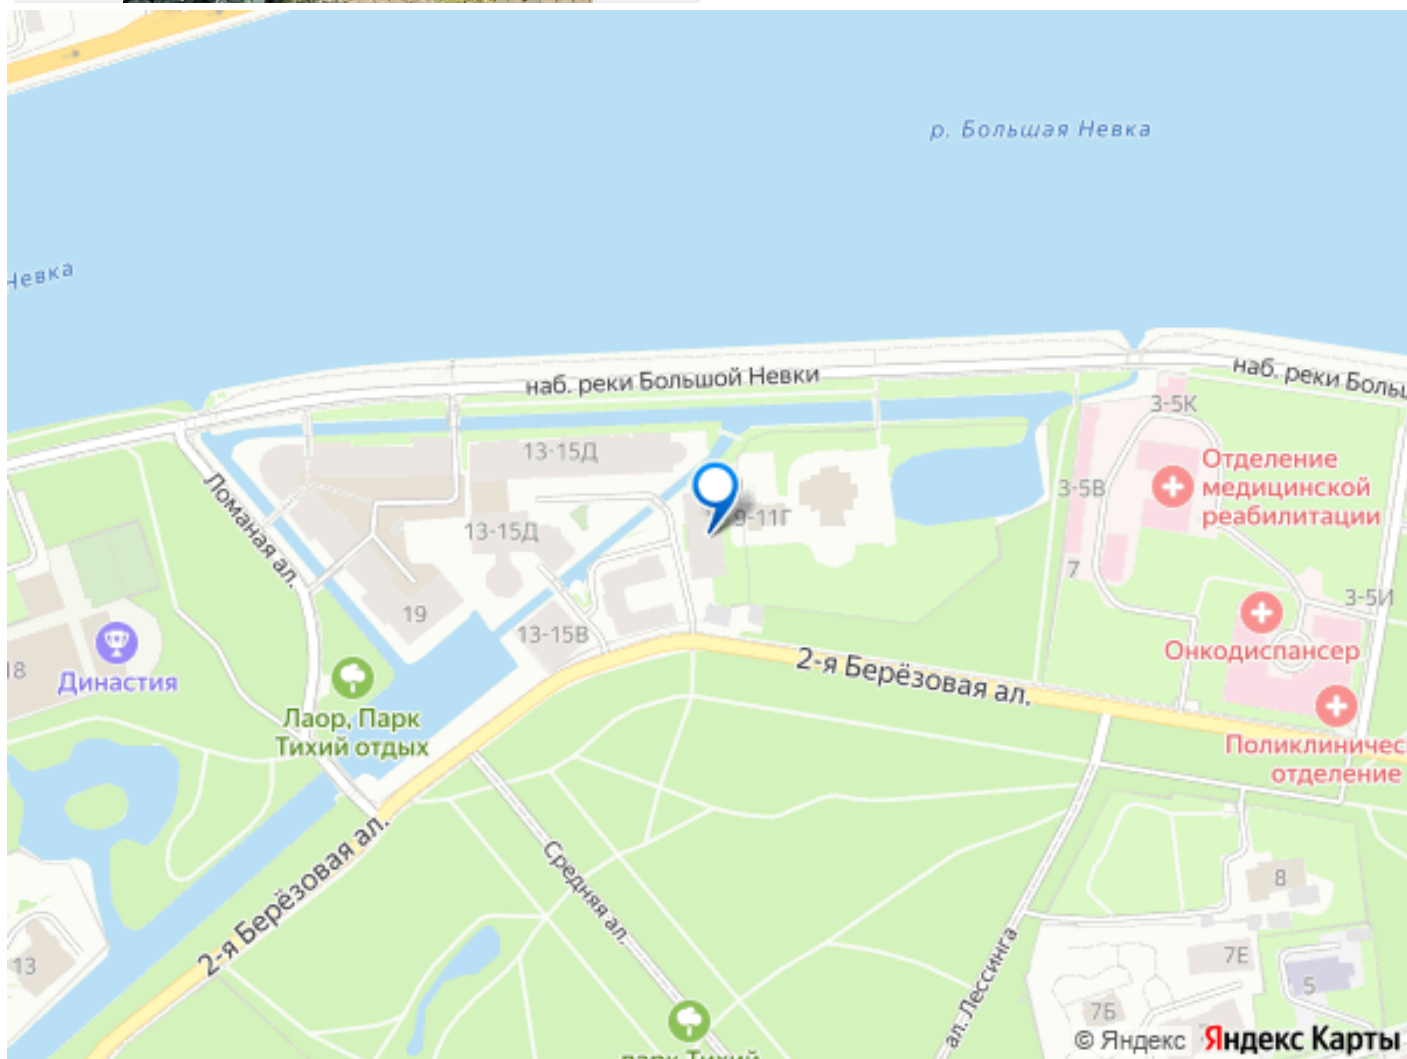 р. Большая Невка
Невка
наб. реки Большой Невки
наб. реки Боль
3-5К
13-15Д
Отделение
медицинской
реабилитации
3-5В
9-11Г
13-15Д
Ломаная ал.
7
3-5И
19
13-15В
Онкодиспансер
18
Династия
2-я Берёзовая ал.
Лаор, Парк
Тихий отдых
Поликлиничес
отделение
2-я Берёзовая ал.
Средняя ал.
8
13
ал. Лессинга
7Е
5
7Б
парк Тихий
© Яндекс Яндекс Карты